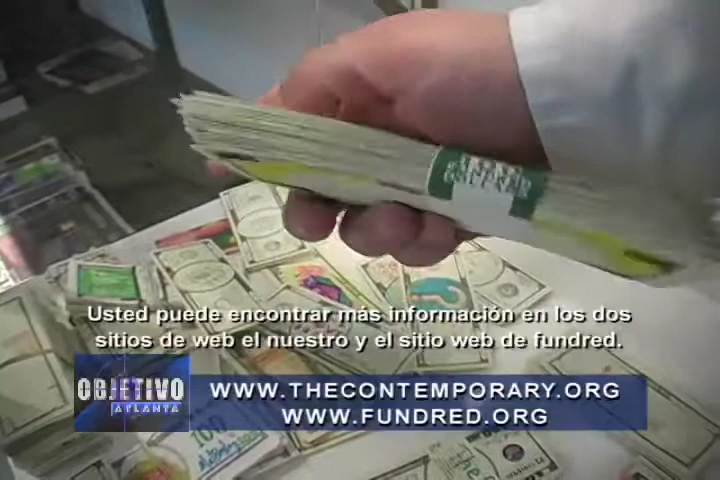 Usted puede encontrar más información en los dos
sitios de web el nuestro y el sitio web de fundred.
OBJETIVO
ATLANTA
WWW.THECONTEMPORARY.ORG
WWW.FUNDRED.ORG
100